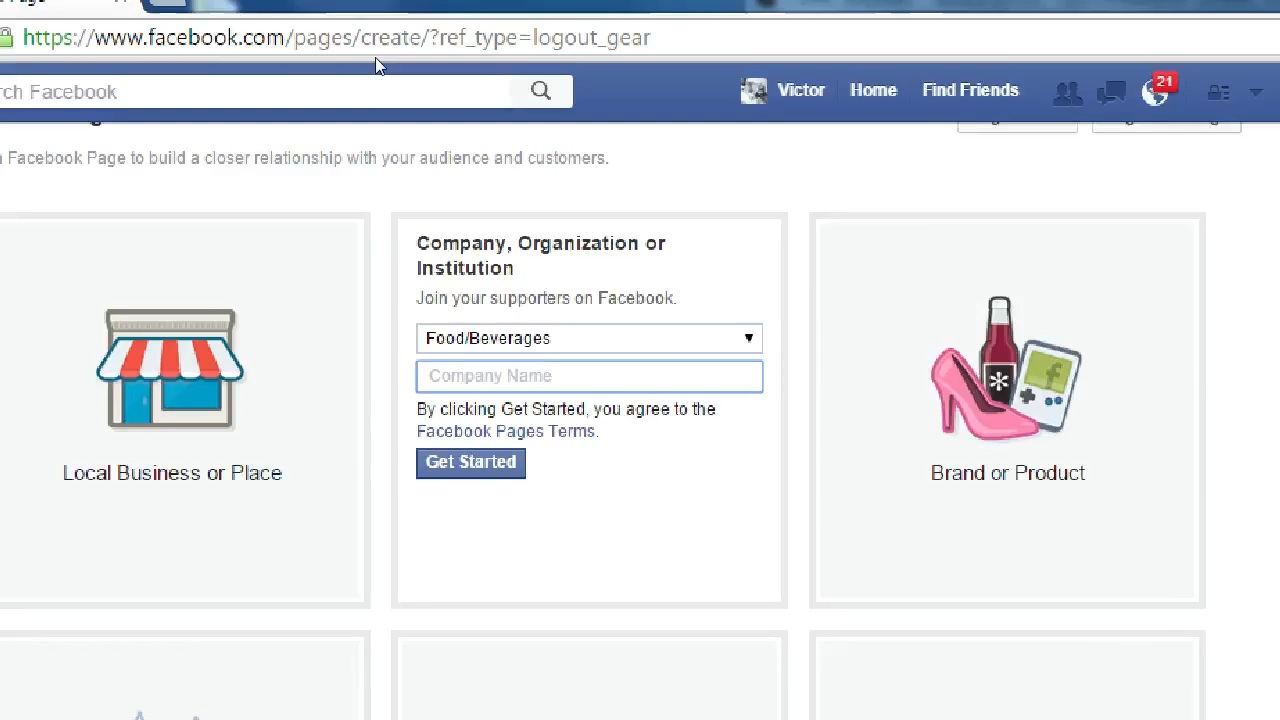 https://www.facebook.com/pages/create/?ref_type=logout_gear
rch Facebook
Victor
Home
Find Friends
21
Facebook Page to build a closer relationship with your audience and customers.
Company, Organization or
Institution
Join your supporters on Facebook.
Food/Beverages
Company Name
By clicking Get Started, you agree to the
Facebook Pages Terms.
Get Started
Local Business or Place
Brand or Product